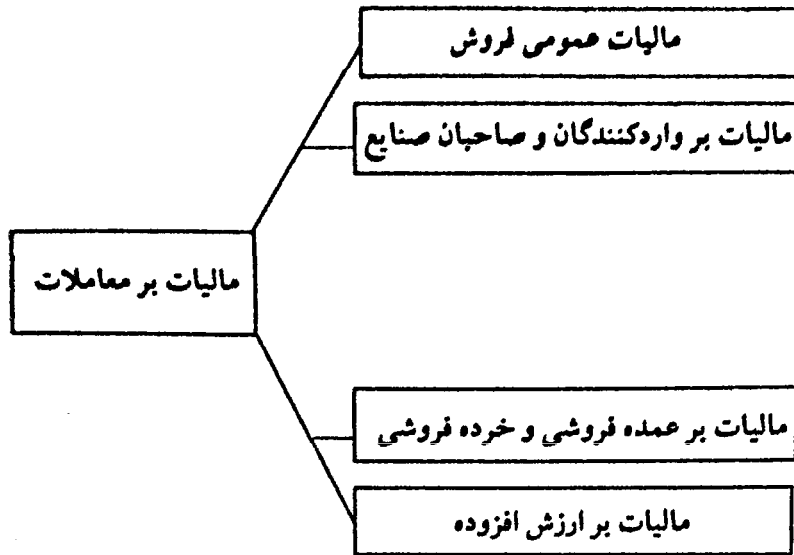 مالیات عمومی فروش
مالیات بر واردکنندگان و صاحبان صنایع
مالیات بر معاملات
مالیات بر عمده فروشی و خرده فروشی
مالیات بر ارزش افزوده